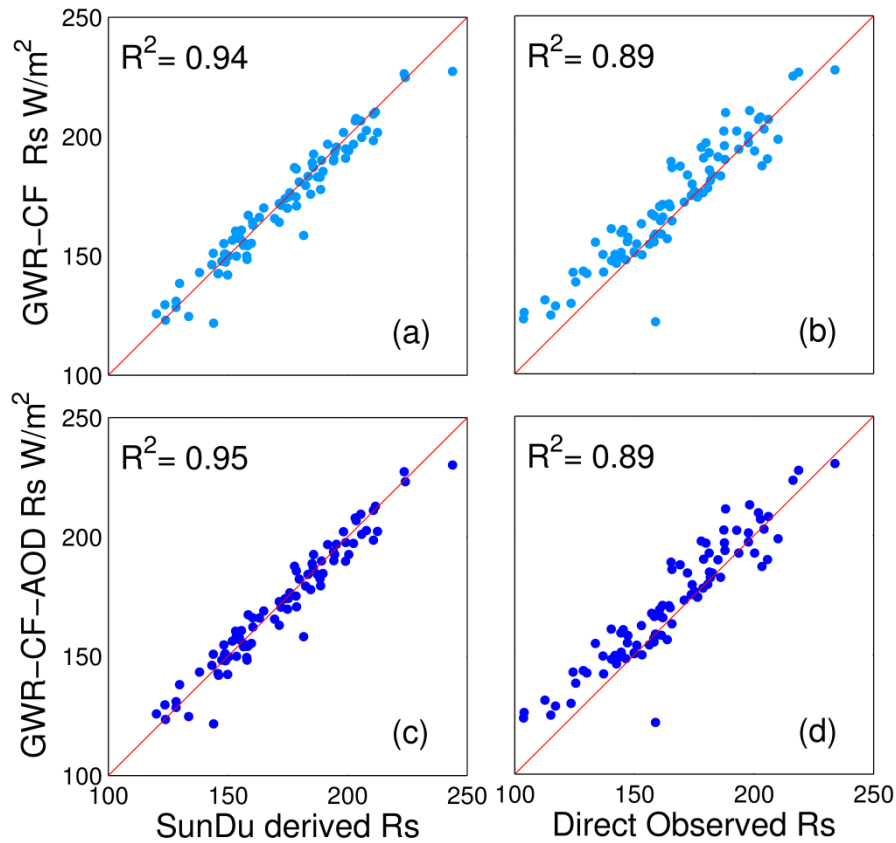 250
200
150
100
GWR−CF Rs W/m²
R²= 0.94
(a)
R²= 0.89
(b)
250
200
150
100
GWR−CF−AOD Rs W/m²
R²= 0.95
(c)
R²= 0.89
(d)
100 150 200 250
100 150 200 250
SunDu derived Rs
Direct Observed Rs